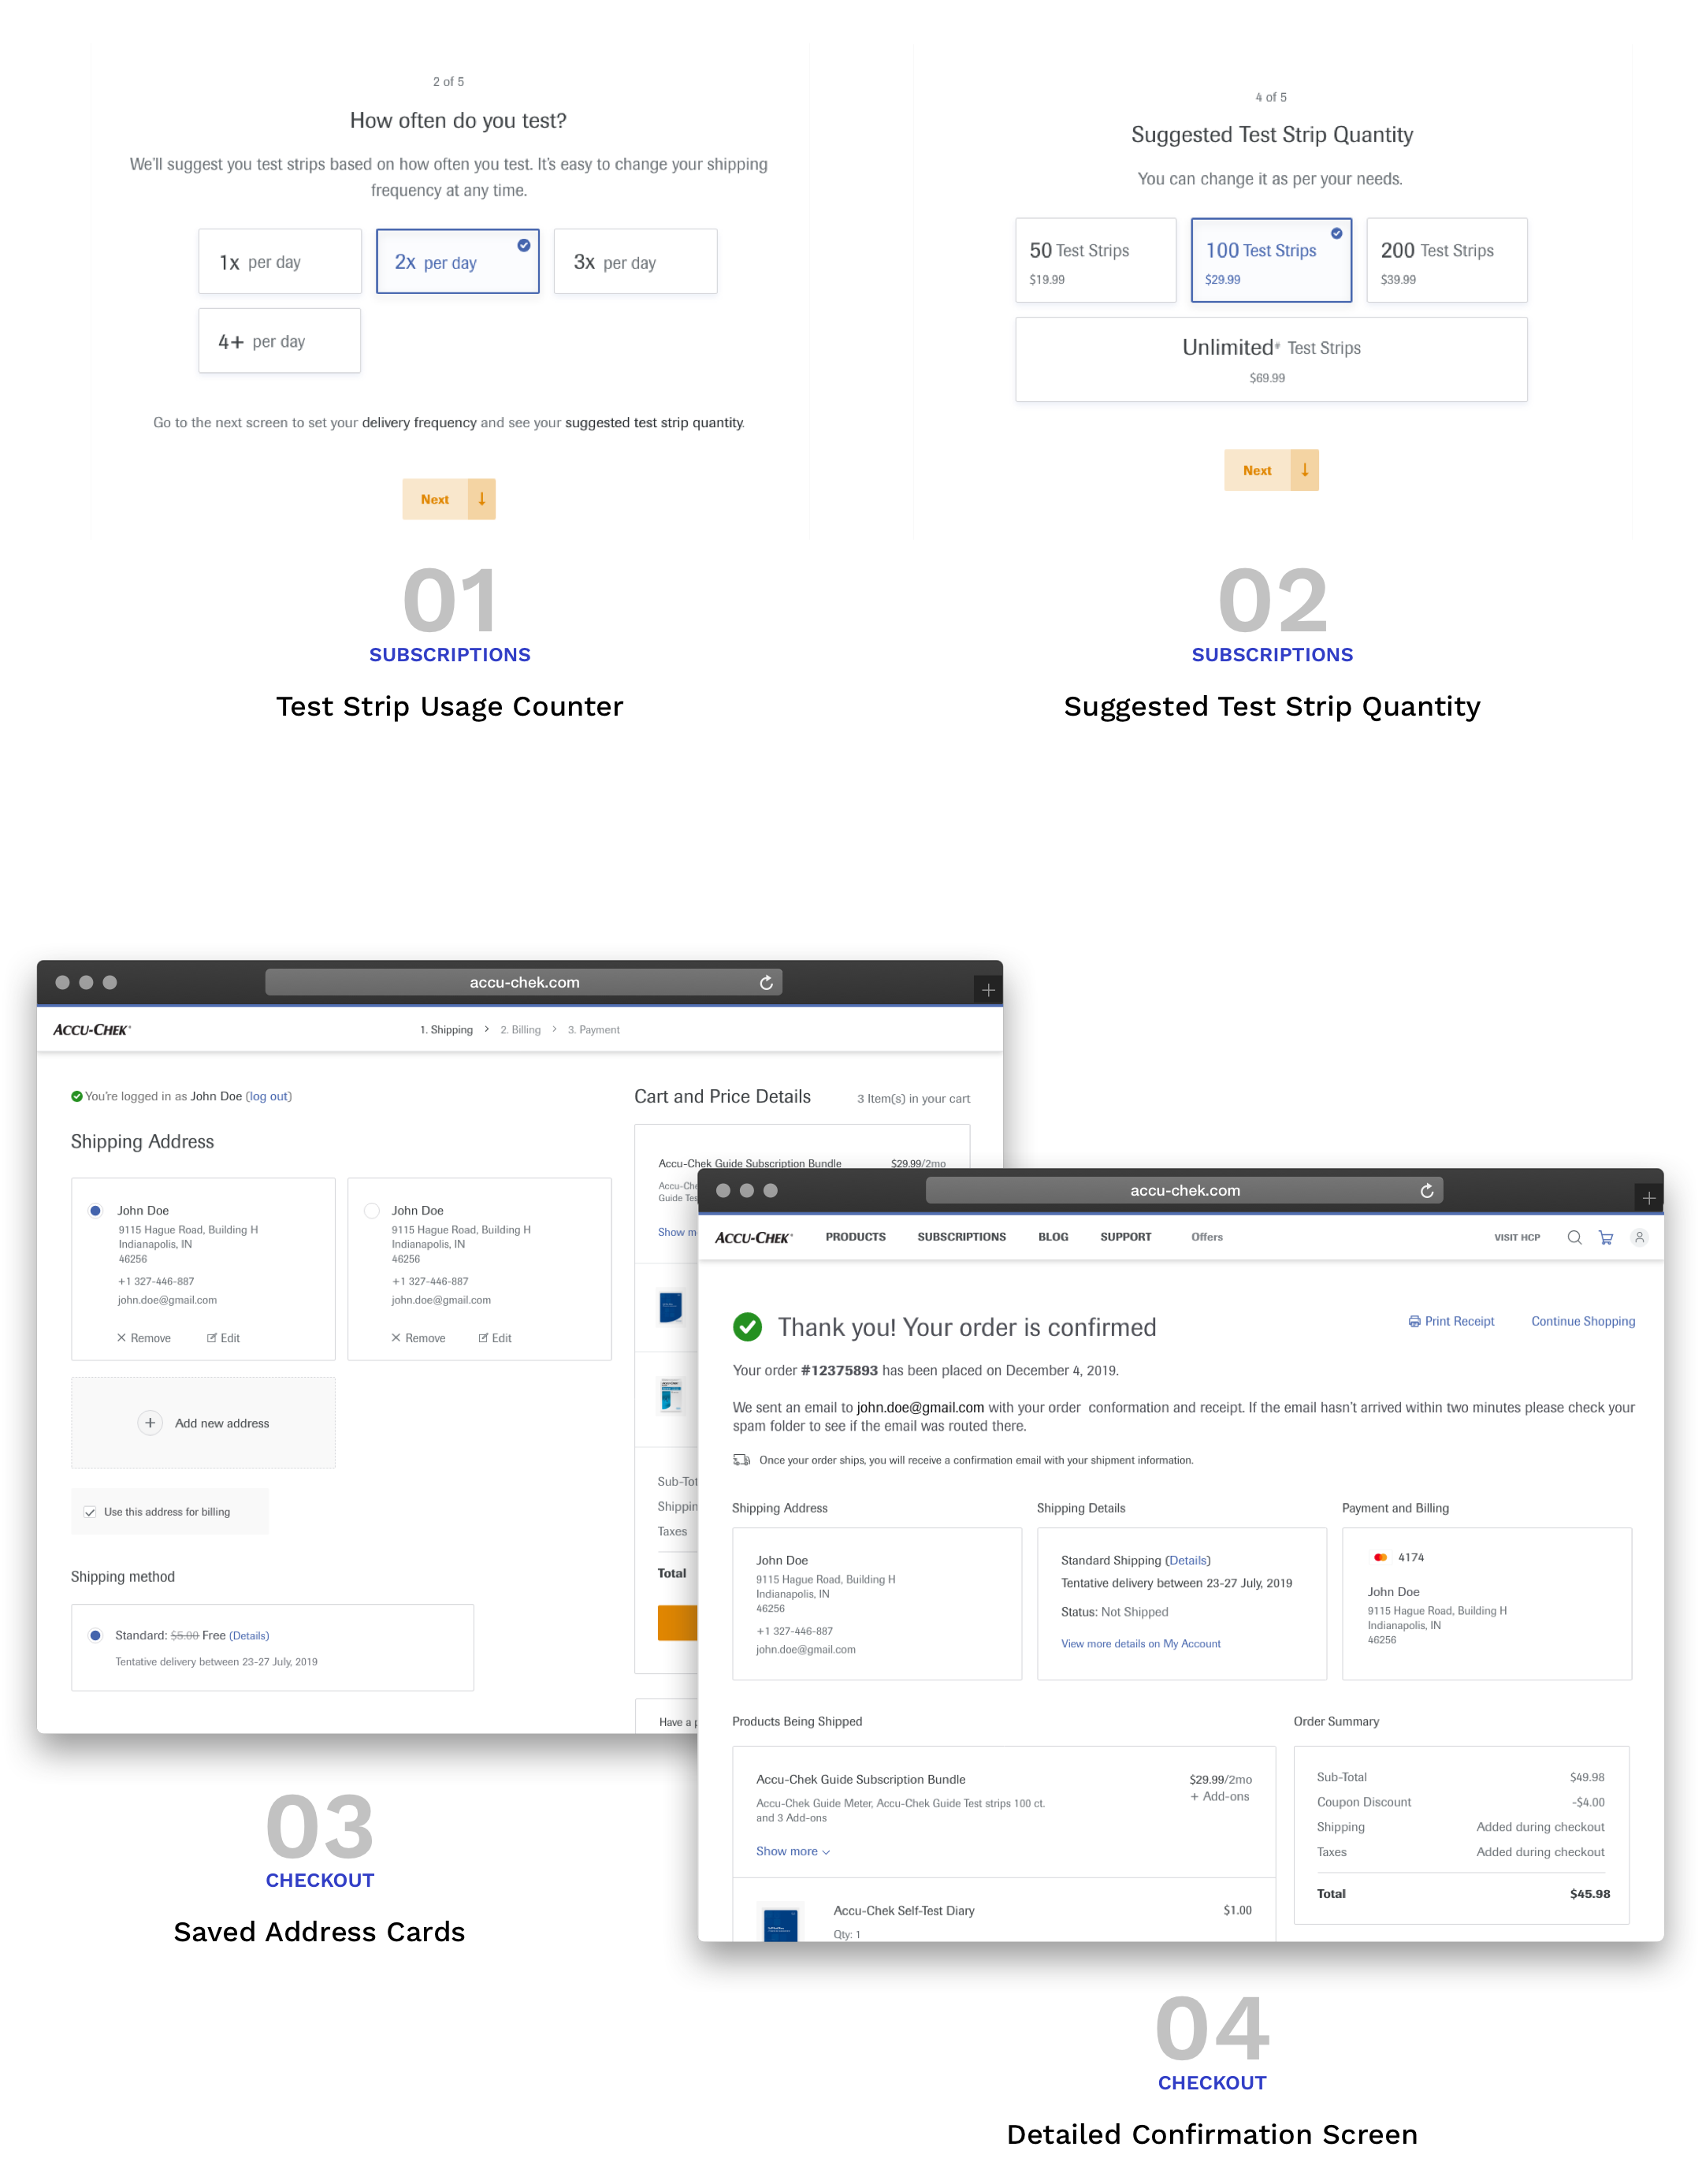 2 of 5
How often do you test?
We'll suggest you test strips based on how often you test. It's easy to change your shipping
frequency at any time.
1x per day
2x per day
3x per day
4+ per day
Go to the next screen to set your delivery frequency and see your suggested test strip quantity.
Next
01
SUBSCRIPTIONS
Test Strip Usage Counter
4 of 5
Suggested Test Strip Quantity
You can change it as per your needs.
50 Test Strips
$19.99
100 Test Strips
$29.99
200 Test Strips
$39.99
Unlimited* Test Strips
$69.99
Next
02
SUBSCRIPTIONS
Suggested Test Strip Quantity
accu-chek.com
ACCU-CHEK®
1. Shipping > 2. Billing > 3. Payment
You're logged in as John Doe (log out)
Shipping Address
John Doe
9115 Hague Road, Building H
Indianapolis, IN
46256
+1 327-446-887
john.doe@gmail.com
Remove
Edit
John Doe
9115 Hague Road, Building H
Indianapolis, IN
46256
+1 327-446-887
john.doe@gmail.com
Remove
Edit
Add new address
Use this address for billing
Shipping method
Standard: $5.00 Free (Details)
Tentative delivery between 23-27 July, 2019
Cart and Price Details
3 Item(s) in your cart
Accu-Chek Guide Subscription Bundle
$29.99/2mo
Accu-Che
Guide Tes
Show m
Sub-Tot
Shippin
Taxes
Total
Have a p
03
CHECKOUT
Saved Address Cards
accu-chek.com
ACCU-CHEK®
PRODUCTS
SUBSCRIPTIONS
BLOG
SUPPORT
Offers
VISIT HCP
Thank you! Your order is confirmed
Print Receipt
Continue Shopping
Your order #12375893 has been placed on December 4, 2019.
We sent an email to john.doe@gmail.com with your order conformation and receipt. If the email hasn't arrived within two minutes please check your
spam folder to see if the email was routed there.
Once your order ships, you will receive a confirmation email with your shipment information.
Shipping Address
John Doe
9115 Hague Road, Building H
Indianapolis, IN
46256
+1 327-446-887
john.doe@gmail.com
Shipping Details
Standard Shipping (Details)
Tentative delivery between 23-27 July, 2019
Status: Not Shipped
View more details on My Account
Payment and Billing
4174
John Doe
9115 Hague Road, Building H
Indianapolis, IN
46256
Products Being Shipped
Accu-Chek Guide Subscription Bundle
$29.99/2mo
+ Add-ons
Accu-Chek Guide Meter, Accu-Chek Guide Test strips 100 ct.
and 3 Add-ons
Show more
Accu-Chek Self-Test Diary
$1.00
Qty: 1
Order Summary
Sub-Total $49.98
Coupon Discount -$4.00
Shipping Added during checkout
Taxes Added during checkout
Total $45.98
04
CHECKOUT
Detailed Confirmation Screen